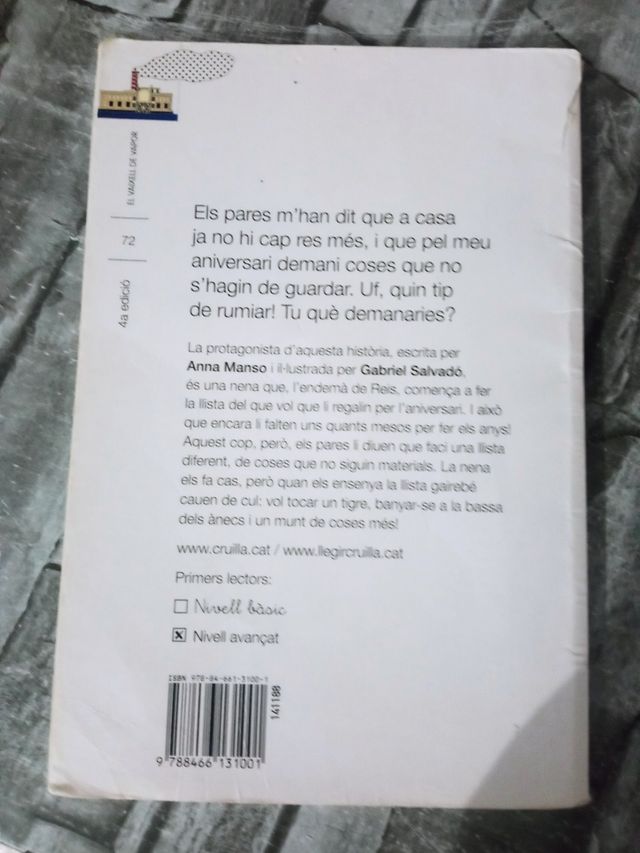 EL VAIXELL DE VAPOR
72
4a edició
Els pares m'han dit que a casa
ja no hi cap res més, i que pel meu
aniversari demani coses que no
s'hagin de guardar. Uf, quin tip
de rumiar! Tu què demanaries?
La protagonista d'aquesta història, escrita per
Anna Manso i il·lustrada per Gabriel Salvadó,
és una nena que, l'endemà de Reis, comença a fer
la llista del que vol que li regalin per l'aniversari. I això
que encara li falten uns quants mesos per fer els anys!
Aquest cop, però, els pares li diuen que faci una llista
diferent, de coses que no siguin materials. La nena
els fa cas, però quan els ensenya la llista gairebé
cauen de cul: vol tocar un tigre, banyar-se a la bassa
dels ànecs i un munt de coses més!
www.cruilla.cat / www.llegircruilla.cat
Primers lectors:
Nivell bàsic
x Nivell avançat
ISBN 978-84-661-3100-1
141188
9 788466 131001